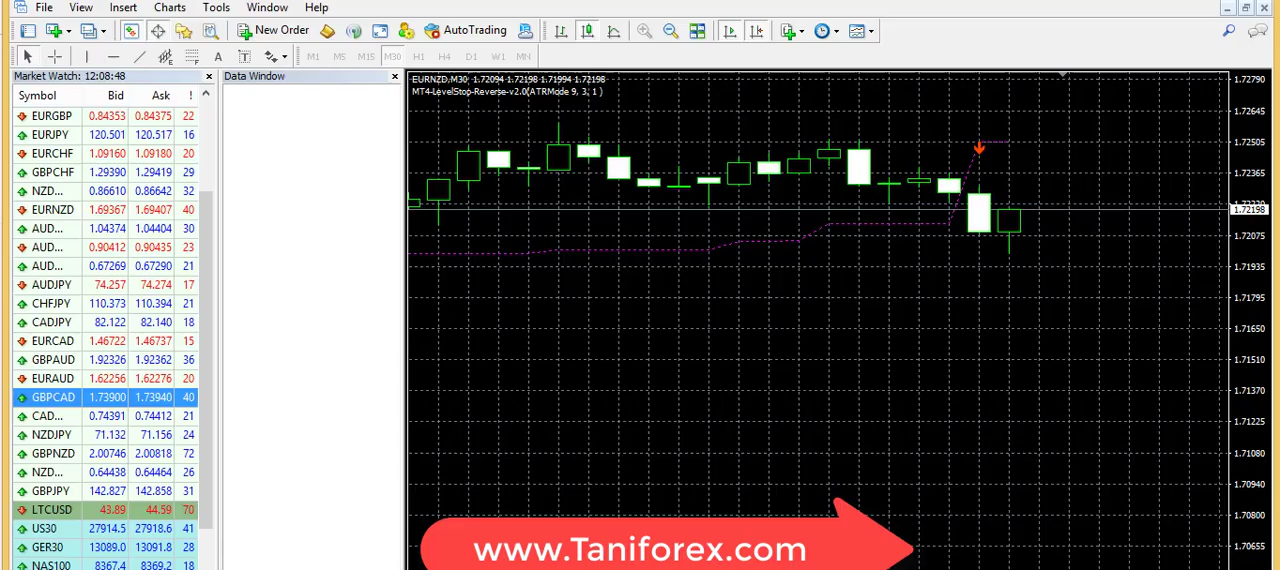 File View Insert Charts Tools Window Help
New Order AutoTrading
A T M1 M5 M15 M30 H1 H4 D1 W1 MN
Market Watch: 12:08:48
Symbol Bid Ask !
EURGBP 0.84353 0.84375 22
EURJPY 120.501 120.517 16
EURCHF 1.09160 1.09180 20
GBPCHF 1.29390 1.29419 29
NZD... 0.86610 0.86642 32
EURNZD 1.69367 1.69407 40
AUD... 1.04374 1.04404 30
AUD... 0.90412 0.90435 23
AUD... 0.67269 0.67290 21
AUDJPY 74.257 74.274 17
CHFJPY 110.373 110.394 21
CADJPY 82.122 82.140 18
EURCAD 1.46722 1.46737 15
GBPAUD 1.92326 1.92362 36
EURAUD 1.62256 1.62276 20
GBPCAD 1.73900 1.73940 40
CAD... 0.74391 0.74412 21
NZDJPY 71.132 71.156 24
GBPNZD 2.00746 2.00818 72
NZD... 0.64438 0.64464 26
GBPJPY 142.827 142.858 31
LTCUSD 43.89 44.59 70
US30 27914.5 27918.6 41
GER30 13089.0 13091.8 28
NAS100 8367.4 8369.2 18
Data Window
EURNZD,M30 1.72094 1.72198 1.71994 1.72198
MT4-LevelStop-Reverse-v2.0(ATRMode 9, 3, 1 )
1.72790
1.72645
1.72505
1.72365
1.72198
1.72075
1.71935
1.71795
1.71650
1.71510
1.71370
1.71225
1.71080
1.70940
1.70800
1.70655
www.Taniforex.com